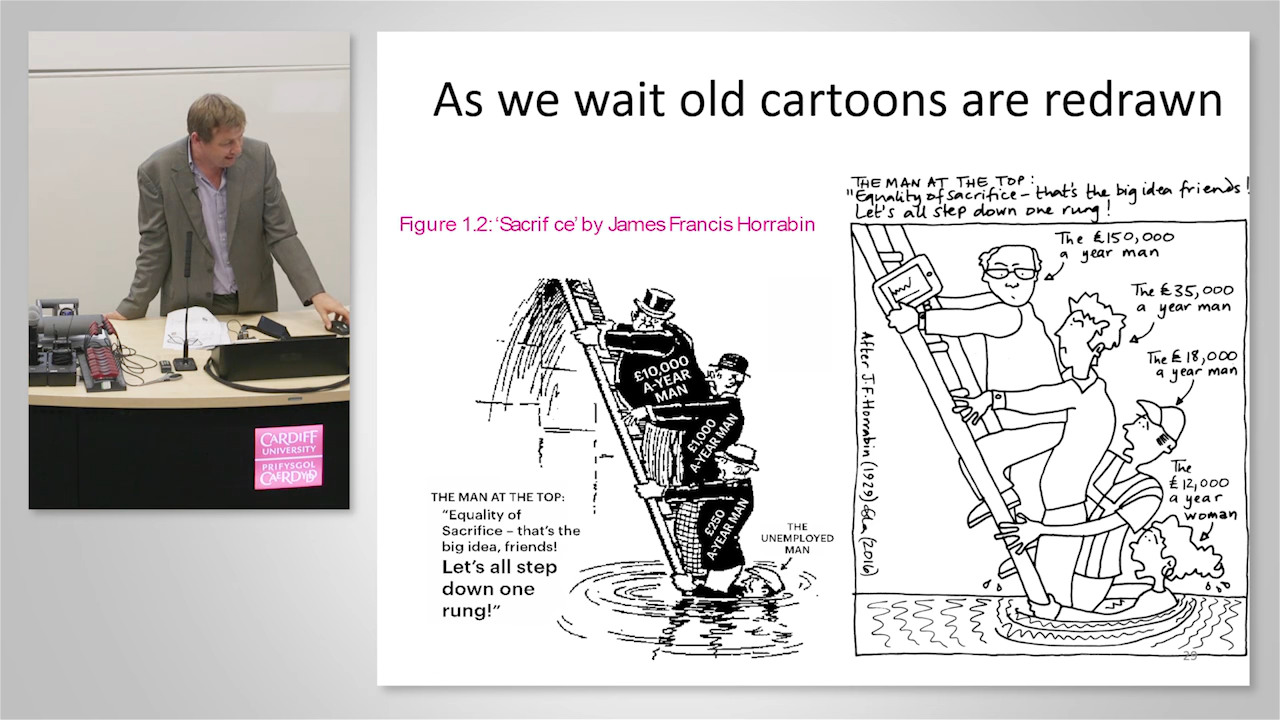 As we wait old cartoons are redrawn
Figure 1.2: ‘Sacrif ce’ by James Francis Horrabin
£10,000
A-YEAR
MAN
£1,000
A-YEAR MAN
£250
A-YEAR MAN
THE
UNEMPLOYED
MAN
THE MAN AT THE TOP:
“Equality of
Sacrifice – that’s the
big idea, friends!
Let’s all step
down one
rung!”
THE MAN AT THE TOP:
"Equality of Sacrifice – that's the big idea friends!
Let's all step down one rung!
The £150,000
a year man
The £35,000
a year man
The £18,000
a year man
The
£12,000
a year
woman
After J.F. Horrabin (1929)
(2016)
29
CARDIFF
UNIVERSITY
PRIFYSGOL
CAERDYDD